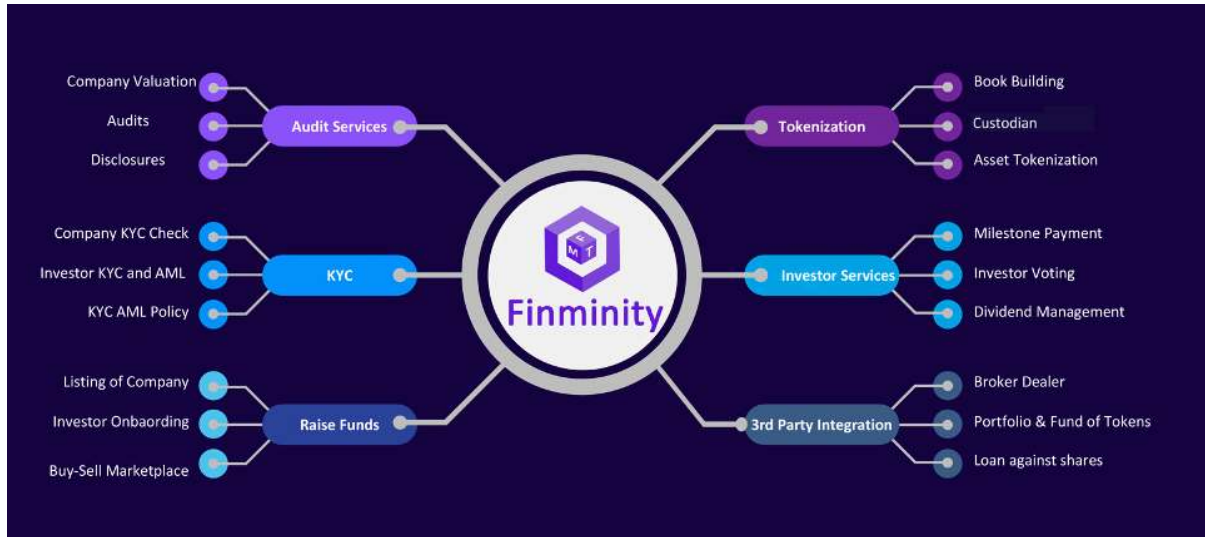 Company Valuation
Audits
Disclosures
Audit Services
Company KYC Check
Investor KYC and AML
KYC AML Policy
KYC
Listing of Company
Investor Onbaording
Buy-Sell Marketplace
Raise Funds
F
M T
Finminity
Tokenization
Book Building
Custodian
Asset Tokenization
Investor Services
Milestone Payment
Investor Voting
Dividend Management
3rd Party Integration
Broker Dealer
Portfolio & Fund of Tokens
Loan against shares